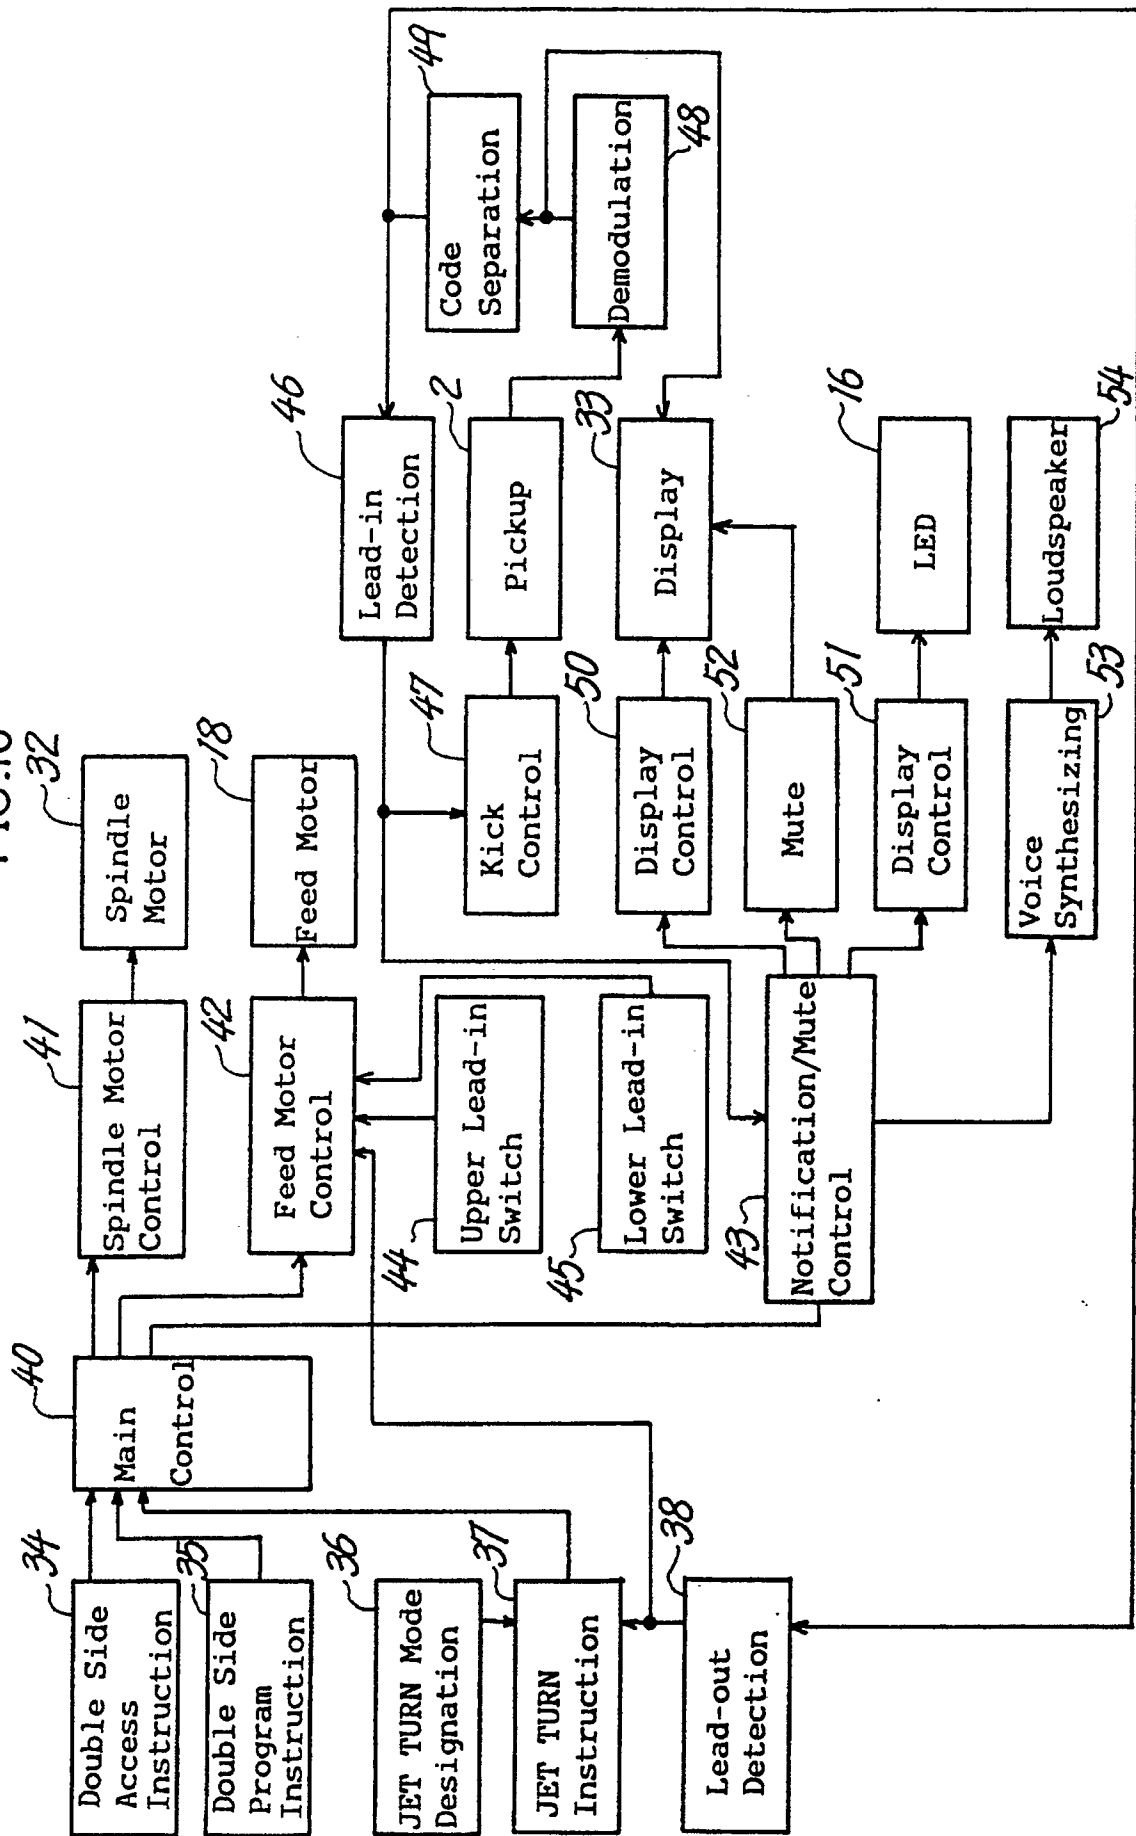 FIG.
34
Double Side
Access
Instruction
35
Double Side
Program
Instruction
36
JET TURN Mode
Designation
37
JET TURN
Instruction
38
Lead-out
Detection
40
Main
Control
41
Spindle Motor
Control
32
Spindle
Motor
42
Feed Motor
Control
18
Feed Motor
44
Upper Lead-in
Switch
45
Lower Lead-in
Switch
43
Notification/Mute
Control
46
Lead-in
Detection
47
Kick
Control
2
Pickup
49
Code
Separation
48
Demodulation
50
Display
Control
33
Display
52
Mute
51
Display
Control
16
LED
53
Voice
Synthesizing
54
Loudspeaker